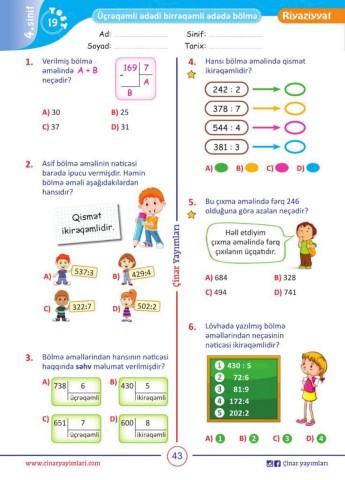 4.sinif
Test
19
Üçrəqəmli ədədi birrəqəmli ədədə bölmə
Riyaziyyat
Ad:
Sinif:
Soyad:
Tarix:
1. Verilmiş bölmə
əməlində A + B
nəçədir?
169 7
A
B
A) 30 B) 25
C) 37 D) 31
2. Asif bölmə əməlinin nəticəsi
barədə ipucu vermişdir. Həmin
bölmə əməli aşağıdakılardan
hansıdır?
Qismət
ikirəqəmlidir.
A) 537:3 B) 429:4
C) 322:7 D) 502:2
3. Bölmə əməllərindən hansının nəticəsi
haqqında səhv məlumat verilmişdir?
A) 738 6 üçrəqəmli
B) 430 5 ikirəqəmli
C) 651 7 üçrəqəmli
D) 600 8 ikirəqəmli
4. Hansı bölmə əməlində qismət
ikirəqəmlidir?
242 : 2
378 : 7
544 : 4
381 : 3
A) B) C) D)
5. Bu çıxma əməlində fərq 246
olduğuna görə azalan neçədir?
Həll etdiyim
çıxma əməlində fərq
çıxılanın üçqatıdır.
A) 684 B) 328
C) 494 D) 741
6. Lövhədə yazılmış bölmə
əməllərindən neçəsinin
nəticəsi ikirəqəmlidir?
1 430 : 5
2 72:6
3 81:9
4 172:4
5 202:2
A) 1 B) 2 C) 3 D) 4
Çinar Yayımları
www.cinaryayimlari.com
43
Çinar yayımları